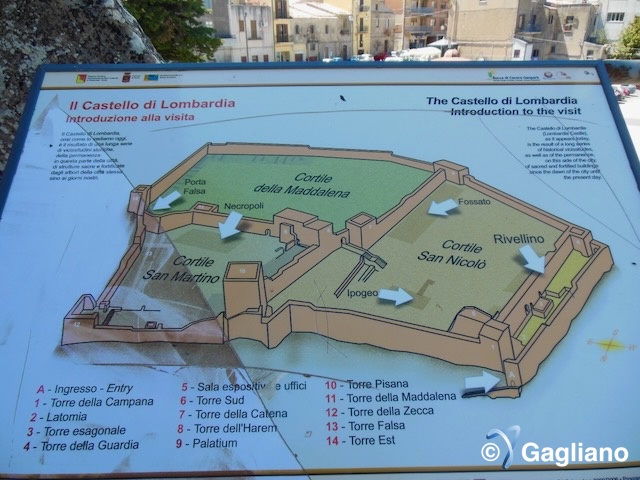 Il Castello di Lombardia
Introduzione alla visita
Il Castello di Lombardia,
così come lo vediamo oggi,
è il risultato di una lunga serie
di vicissitudini storiche,
della permanenza
in questa parte della città,
di strutture sacre e fortificate
dagli albori della città stessa
sino ai giorni nostri.
The Castello di Lombardia
Introduction to the visit
The Castello di Lombardia
(Lombardia Castle),
as it appears today,
is the result of a long series
of historical vicissitudes,
as well as of the permanence,
on this side of the city,
of sacred and fortified buildings
since the dawn of the city until
the present day.
Cortile
della Maddalena
Porta
Falsa
Necropoli
Fossato
Cortile
San Martino
Cortile
San Nicolò
Rivellino
Ipogeo
A - Ingresso - Entry
1 - Torre della Campana
2 - Latomia
3 - Torre esagonale
4 - Torre della Guardia
5 - Sala espositiv e uffici
6 - Torre Sud
7 - Torre della Catena
8 - Torre dell'Harem
9 - Palatium
10 - Torre Pisana
11 - Torre della Maddalena
12 - Torre della Zecca
13 - Torre Falsa
14 - Torre Est
© Gagliano